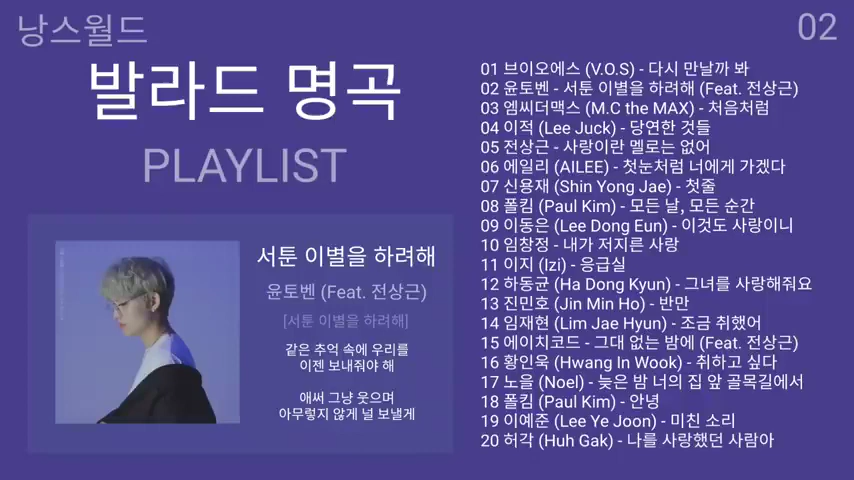 낭스월드
02
발라드 명곡
PLAYLIST
서툰 이별을 하려해
윤토벤 (Feat. 전상근)
[서툰 이별을 하려해]
같은 추억 속에 우리를
이젠 보내줘야 해
애써 그냥 웃으며
아무렇지 않게 널 보낼게
01 브이오에스 (V.O.S) - 다시 만날까 봐
02 윤토벤 - 서툰 이별을 하려해 (Feat. 전상근)
03 엠씨더맥스 (M.C the MAX) - 처음처럼
04 이적 (Lee Juck) - 당연한 것들
05 전상근 - 사랑이란 멜로는 없어
06 에일리 (AILEE) - 첫눈처럼 너에게 가겠다
07 신용재 (Shin Yong Jae) - 첫줄
08 폴킴 (Paul Kim) - 모든 날, 모든 순간
09 이동은 (Lee Dong Eun) - 이것도 사랑이니
10 임창정 - 내가 저지른 사랑
11 이지 (Izi) - 응급실
12 하동균 (Ha Dong Kyun) - 그녀를 사랑해줘요
13 진민호 (Jin Min Ho) - 반만
14 임재현 (Lim Jae Hyun) - 조금 취했어
15 에이치코드 - 그대 없는 밤에 (Feat. 전상근)
16 황인욱 (Hwang In Wook) - 취하고 싶다
17 노을 (Noel) - 늦은 밤 너의 집 앞 골목길에서
18 폴킴 (Paul Kim) - 안녕
19 이예준 (Lee Ye Joon) - 미친 소리
20 허각 (Huh Gak) - 나를 사랑했던 사람아